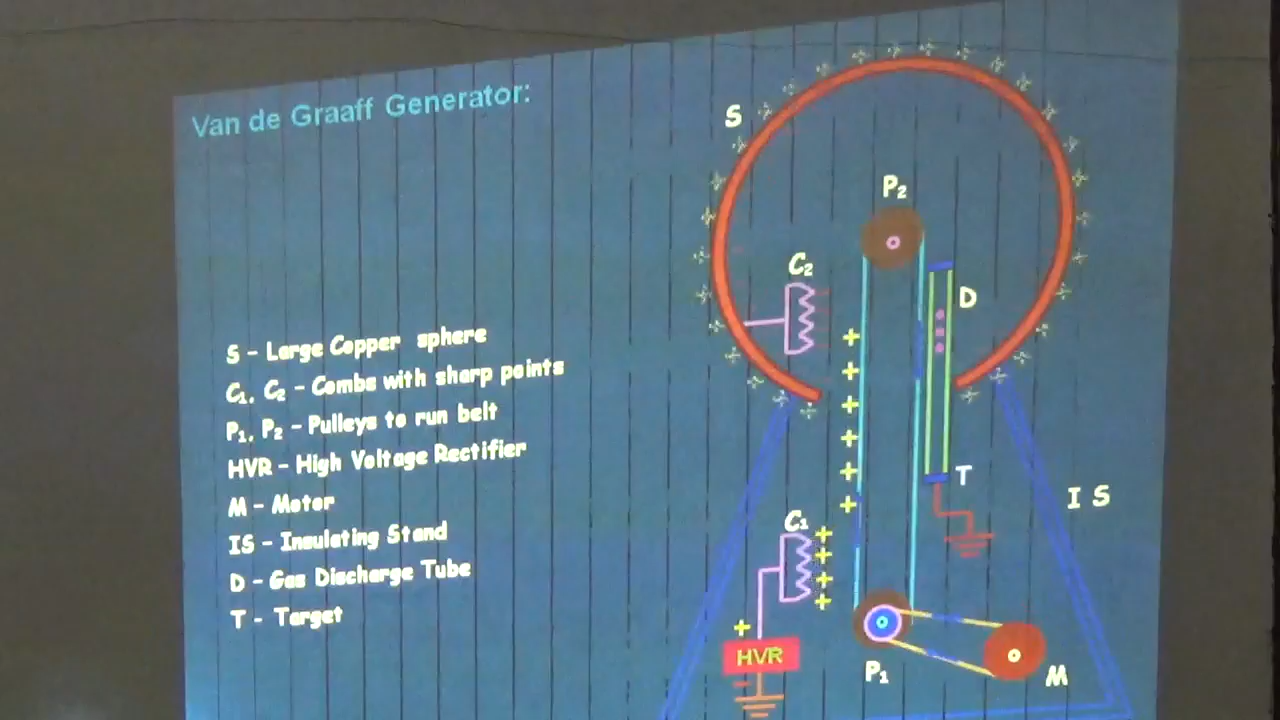 Van de Graaff Generator:
S
P₂
C₂
D
S - Large Copper sphere
C₁, C₂ - Combs with sharp points
P₁, P₂ - Pulleys to run belt
HVR - High Voltage Rectifier
M - Motor
IS - Insulating Stand
D - Gas Discharge Tube
T - Target
T
I S
C₁
+
+
+
+
+
+
+
+
+
+
+
HVR
P₁
M